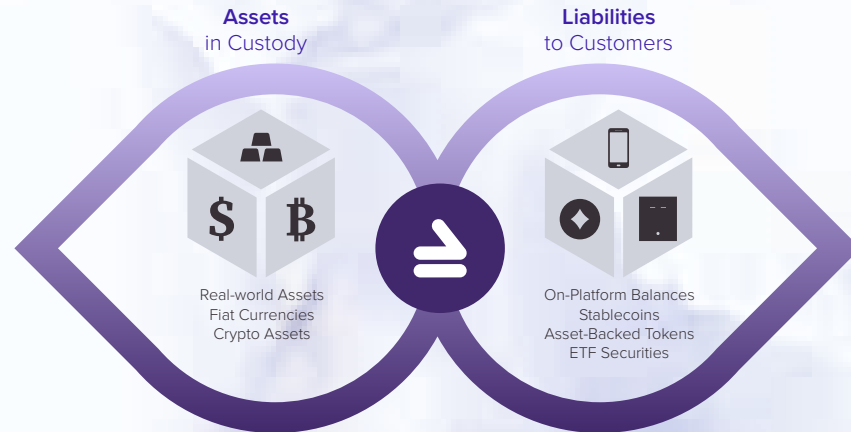 Assets
in Custody
Liabilities
to Customers
$
₿
Real-world Assets
Fiat Currencies
Crypto Assets
On-Platform Balances
Stablecoins
Asset-Backed Tokens
ETF Securities